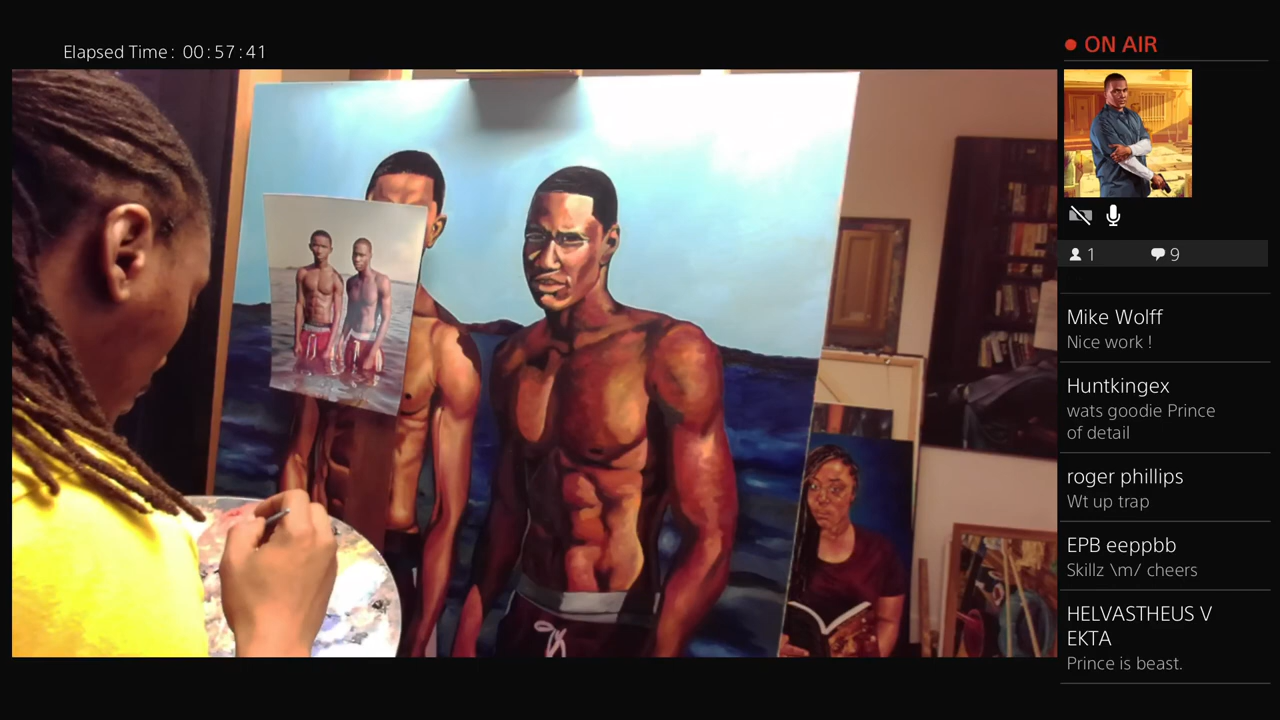 Elapsed Time: 00:57:41
ON AIR
1
9
Mike Wolff
Nice work !
Huntkingex
wats goodie Prince
of detail
roger phillips
Wt up trap
EPB eeppbb
Skillz \m/ cheers
HELVASTHEUS V
EKTA
Prince is beast.